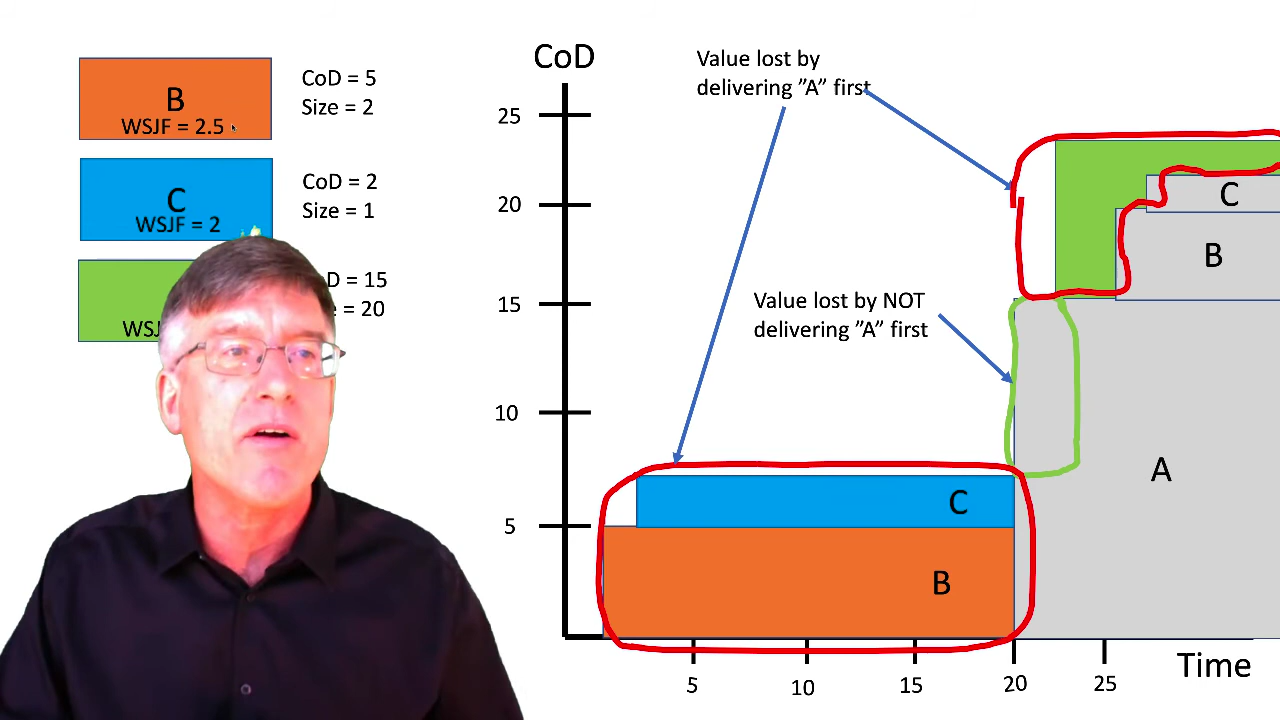 B
WSJF = 2.5
CoD = 5
Size = 2
C
WSJF = 2
CoD = 2
Size = 1
= 15
= 20
CoD
25
20
15
10
5
Value lost by
delivering ”A” first
Value lost by NOT
delivering ”A” first
C
B
C
B
A
5
10
15
20
25
Time